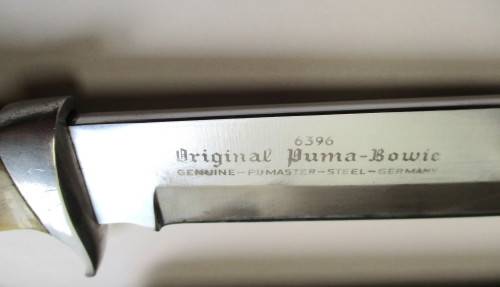 6396
Original Puma-Bowie
GENUINE-PUMASTER-STEEL-GERMANY